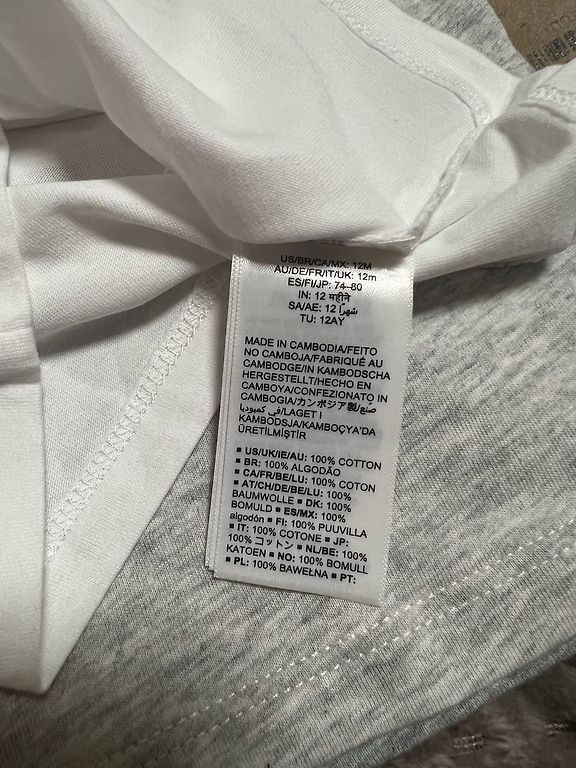 US/BR/CA/MX: 12M
AU/DE/FR/IT/UK: 12m
ES/FI/JP: 74-80
IN: 12 महीने
SA/AE: 12 شهرًا
TU: 12AY
MADE IN CAMBODIA/FEITO
NO CAMBOJA/FABRIQUÉ AU
CAMBODGE/IN KAMBODSCHA
HERGESTELLT/HECHO EN
CAMBOYA/CONFEZIONATO IN
CAMBOGIA/カンボジア製/صُنع
في كمبوديا/LAGET I
KAMBODSJA/KAMBOÇYA'DA
ÜRETİLMİŞTİR
▪ US/UK/IE/AU: 100% COTTON
▪ BR: 100% ALGODÃO
▪ CA/FR/BE/LU: 100% COTON
▪ AT/CH/DE/BE/LU: 100%
BAUMWOLLE ▪ DK: 100%
BOMULD ▪ ES/MX: 100%
algodón ▪ FI: 100% PUUVILLA
▪ IT: 100% COTONE ▪ JP:
100% コットン ▪ NL/BE: 100%
KATOEN ▪ NO: 100% BOMULL
▪ PL: 100% BAWEŁNA ▪ PT: